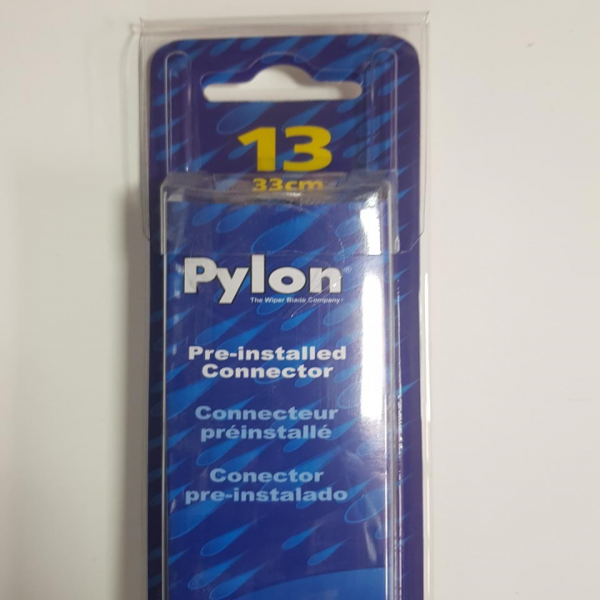 13
33cm
Pylon
The Wiper Blade Company
Pre-installed
Connector
Connecteur
préinstallé
Conector
pre-instalado